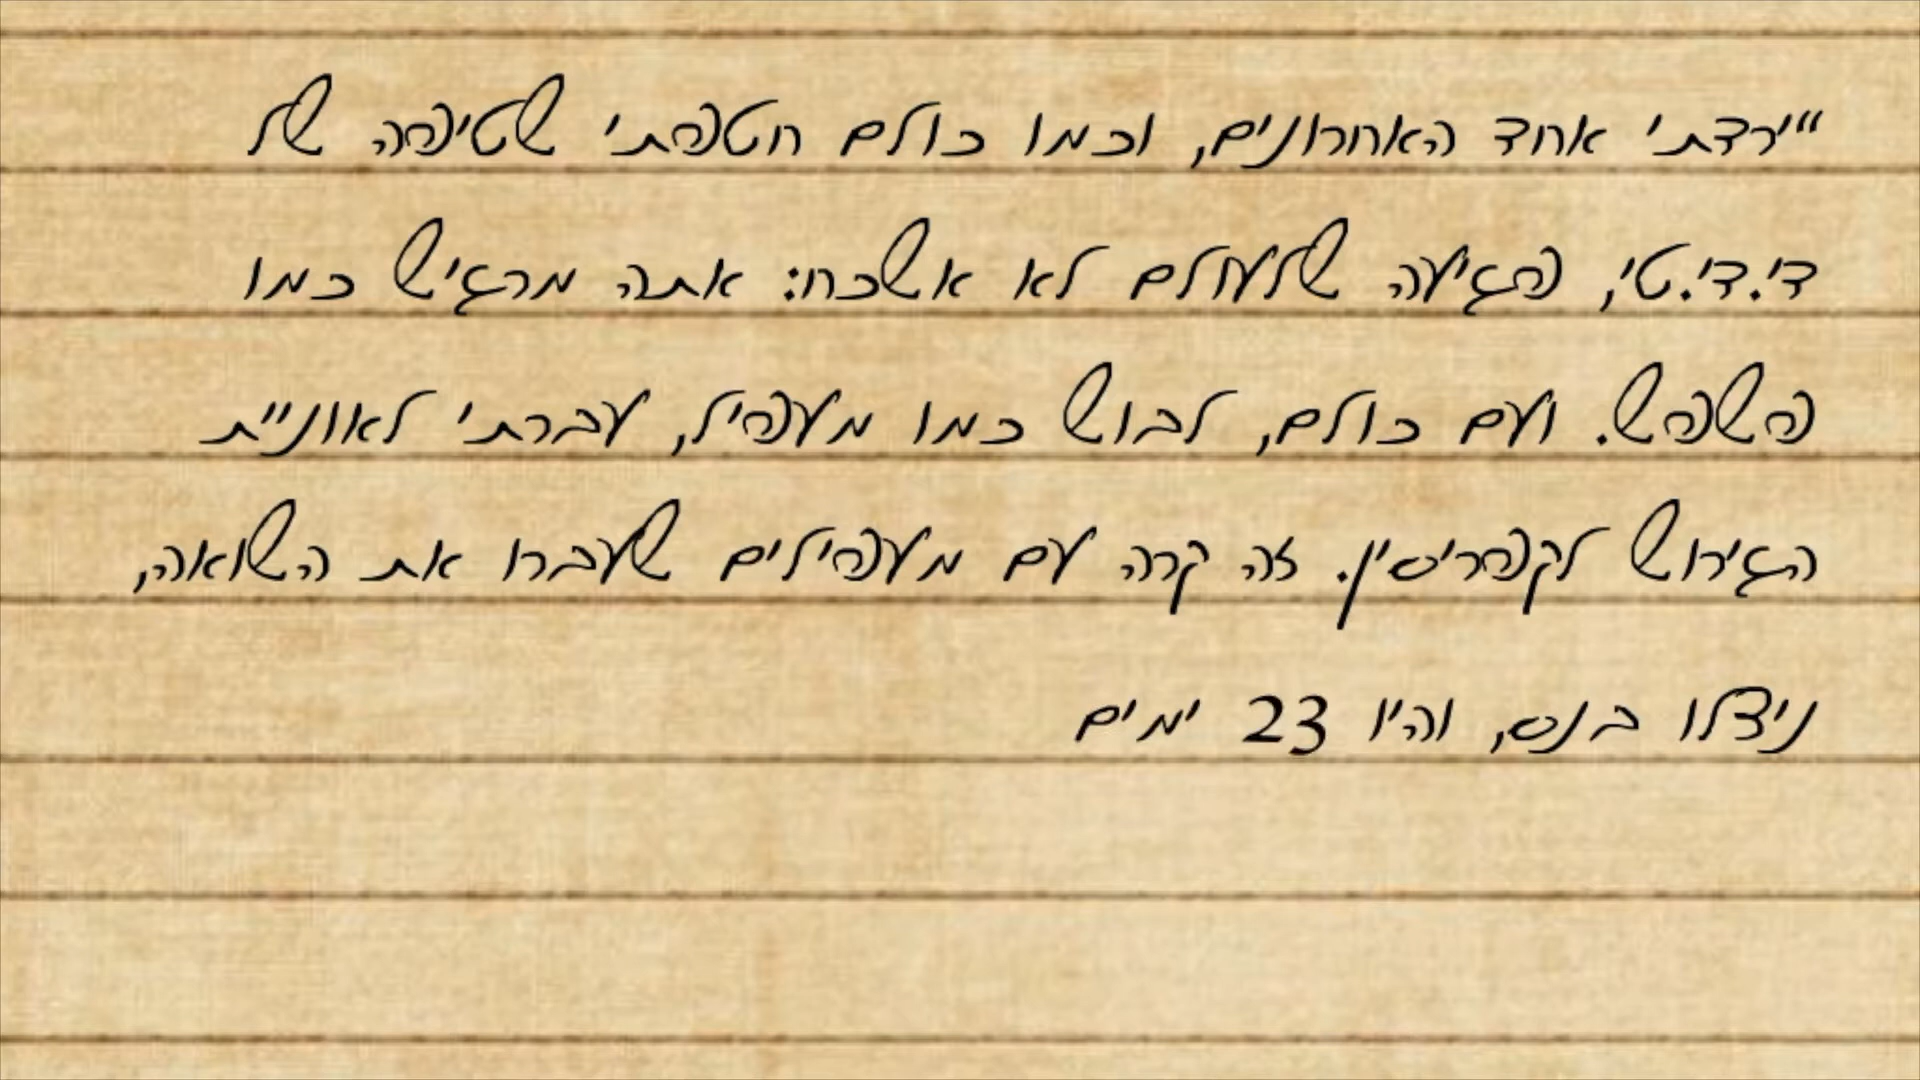 "ירדתי אחד האחרונים, וכמו כולם חטפתי שטיפה של
די.די.טי, פגיעה שלעולם לא אשכח: אתה מרגיש כמו
פשפש. ועם כולם, לבוש כמו מעפיל, עברתי לאוניית
הגירוש לקפריסין. זה קרה עם מעפילים שעברו את השואה,
ניצלו בנס, והיו 23 ימים